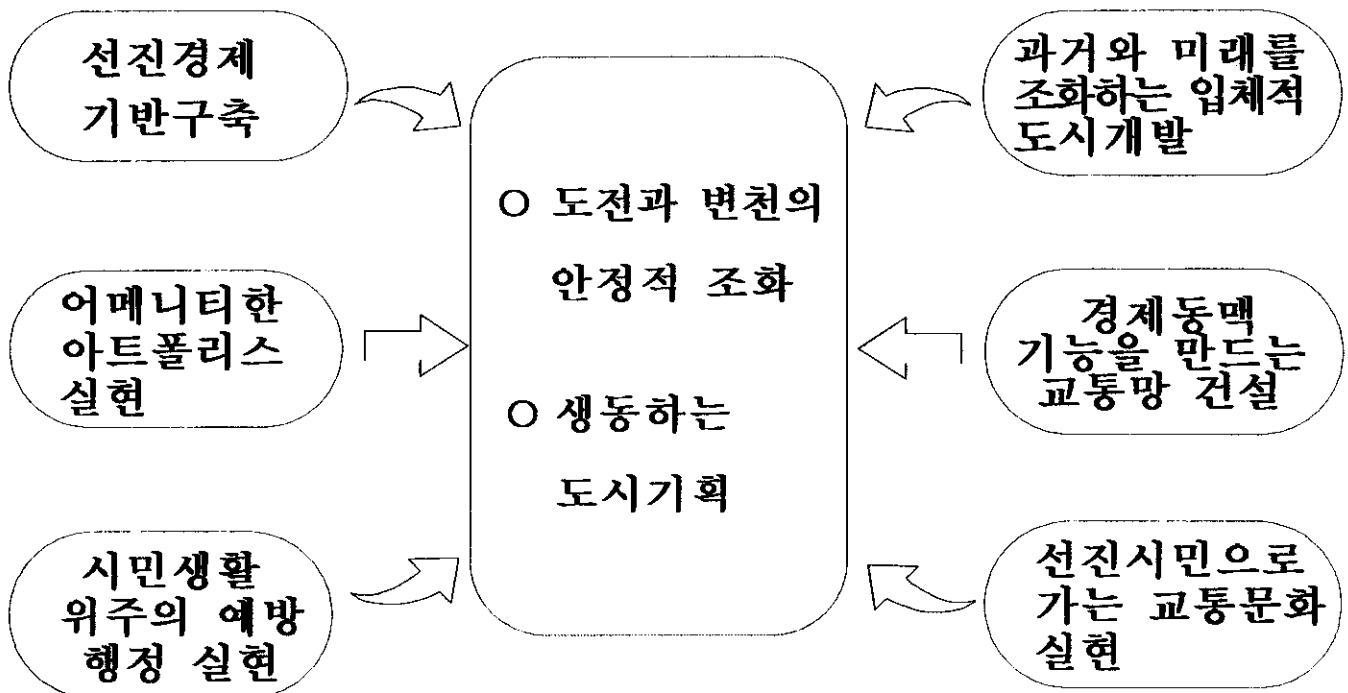 선진경제
기반구축
어메니티한
아트폴리스
실현
시민생활
위주의 예방
행정 실현
○ 도전과 변천의
안정적 조화
○ 생동하는
도시기획
과거와 미래를
조화하는 입체적
도시개발
경제동맥
기능을 만드는
교통망 건설
선진시민으로
가는 교통문화
실현